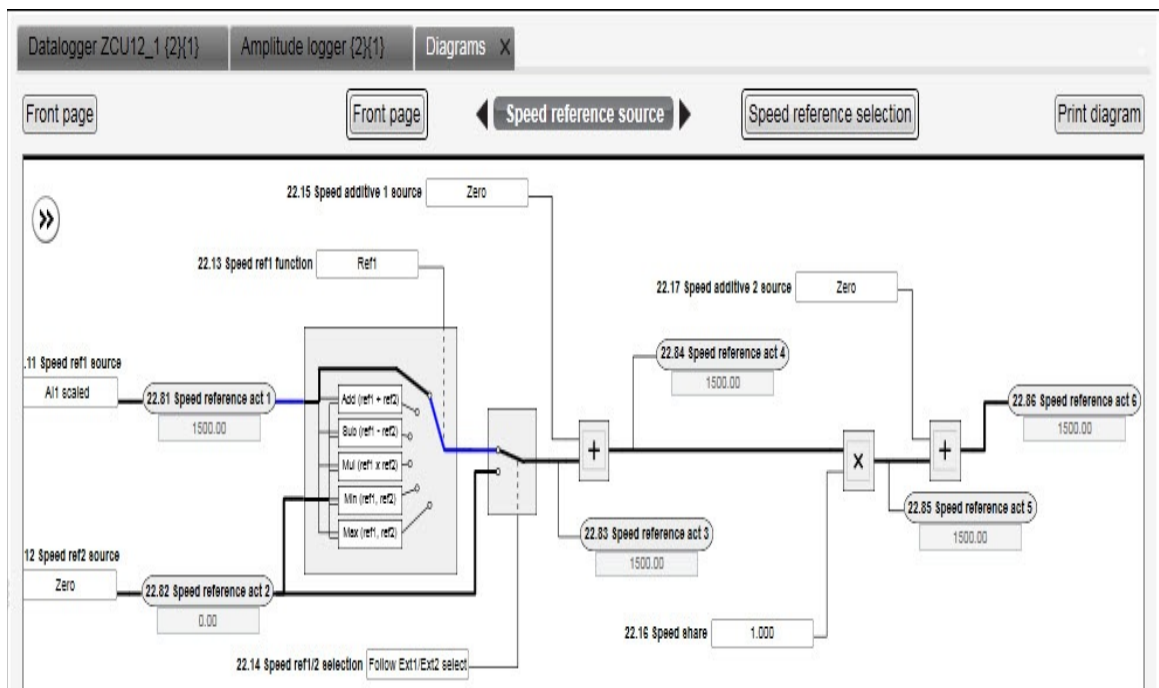 Datalogger ZCU12_1 {2}{1}
Amplitude logger {2}{1}
Diagrams X
Front page
Front page
Speed reference source
Speed reference selection
Print diagram
22.15 Speed additive 1 source
Zero
22.13 Speed ref1 function
Ref1
22.17 Speed additive 2 source
Zero
.11 Speed ref1 source
AI1 scaled
22.81 Speed reference act 1
1500.00
Add (ref1 + ref2)
Sub (ref1 - ref2)
Mul (ref1 x ref2)
Min (ref1, ref2)
Max (ref1, ref2)
22.84 Speed reference act 4
1500.00
22.86 Speed reference act 6
1500.00
+
x
+
22.85 Speed reference act 5
1500.00
22.83 Speed reference act 3
1500.00
12 Speed ref2 source
Zero
22.82 Speed reference act 2
0.00
22.16 Speed share
1.000
22.14 Speed ref1/2 selection
Follow Ext1/Ext2 select